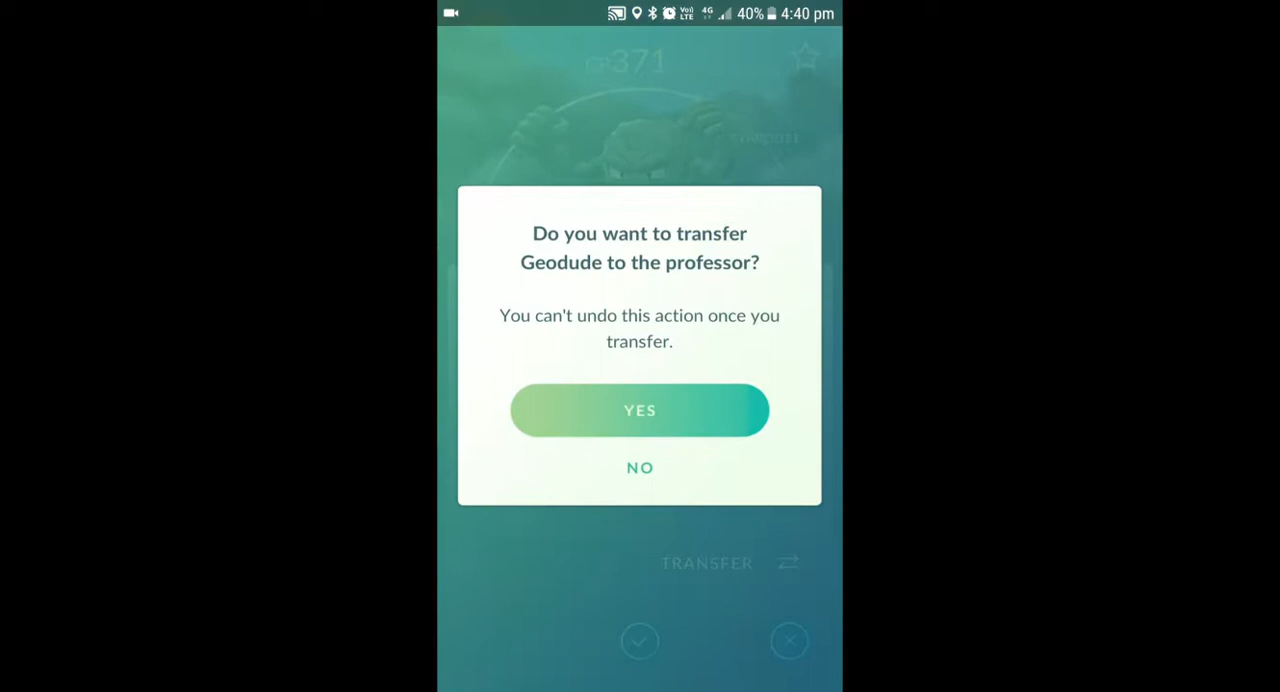 40% 4:40 pm
CP371
Do you want to transfer
Geodude to the professor?
You can't undo this action once you
transfer.
YES
NO
TRANSFER